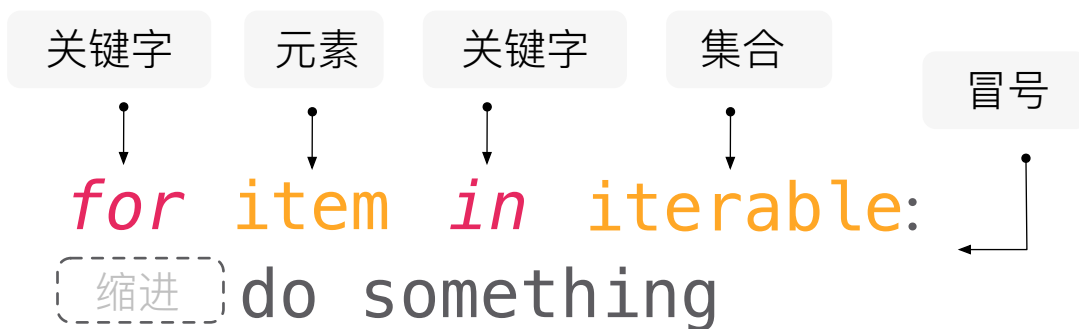 关键字 元素 关键字 集合
冒号
for item in iterable:
缩进 do something